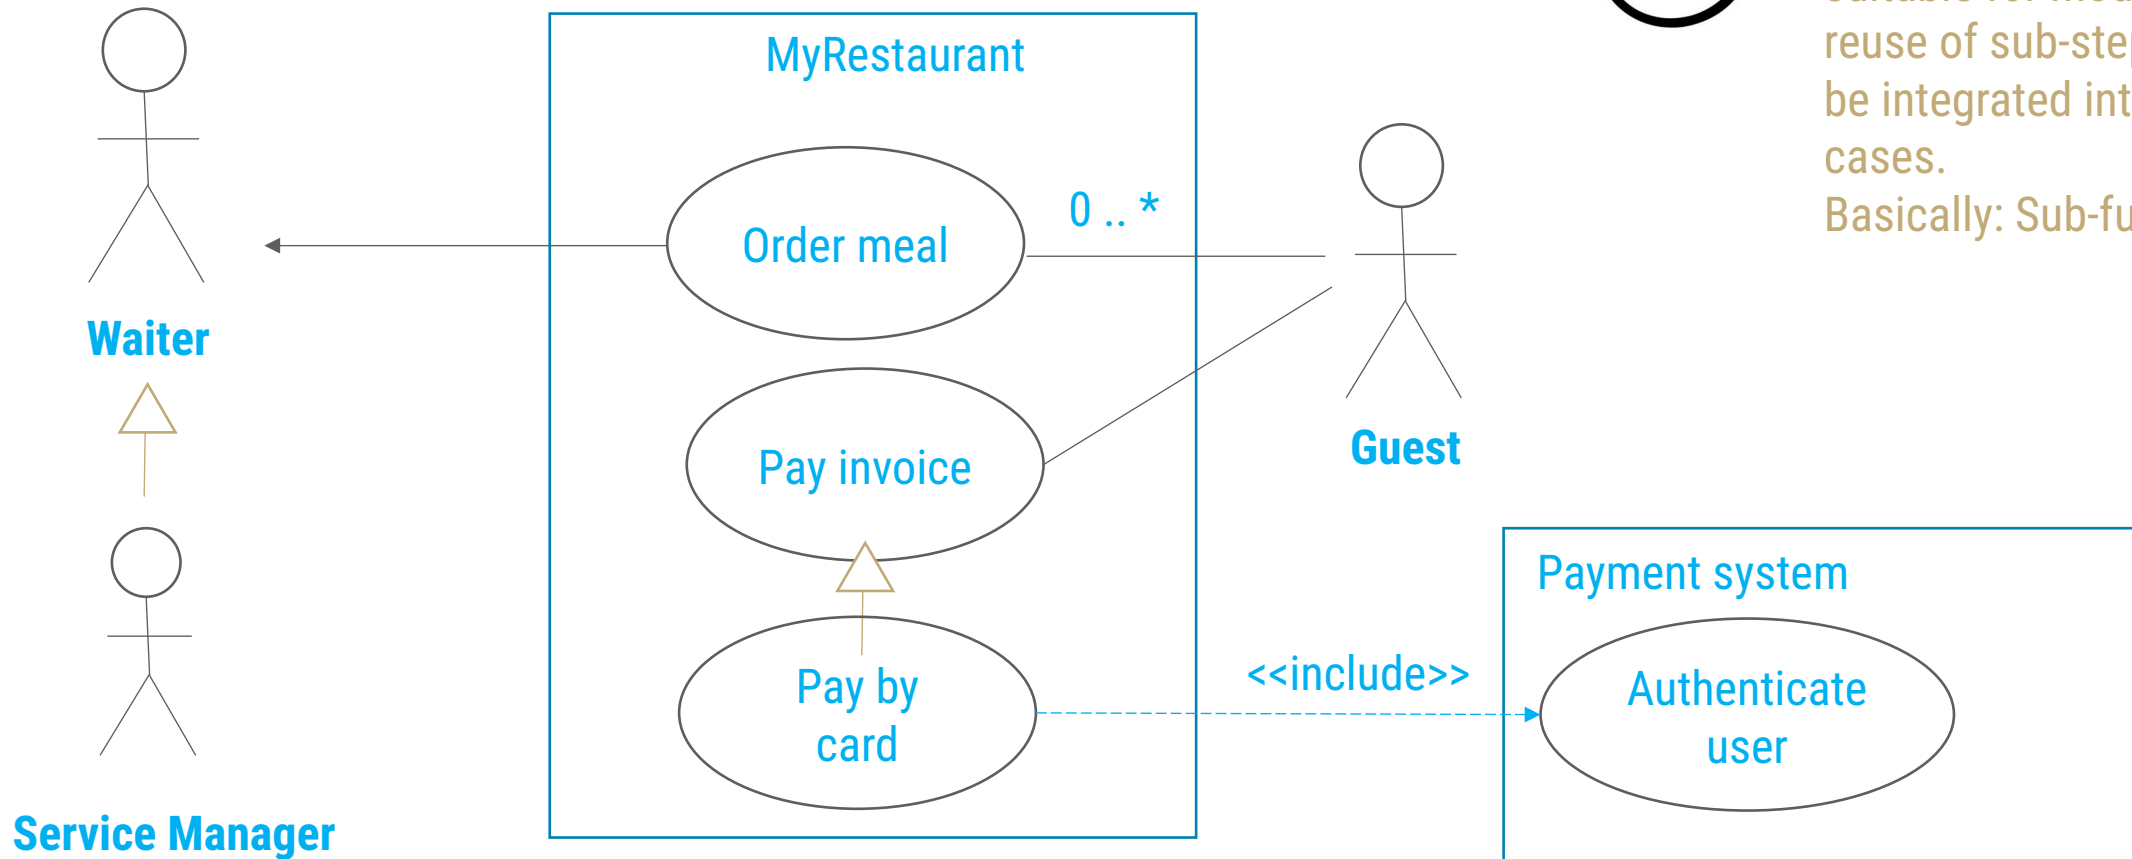 MyRestaurant
reuse of sub-ste
be integrated int
cases.
Basically: Sub-fu
0 .. *
Order meal
Waiter
Pay invoice
Guest
Payment system
<<include>>
Pay by
card
Authenticate
user
Service Manager